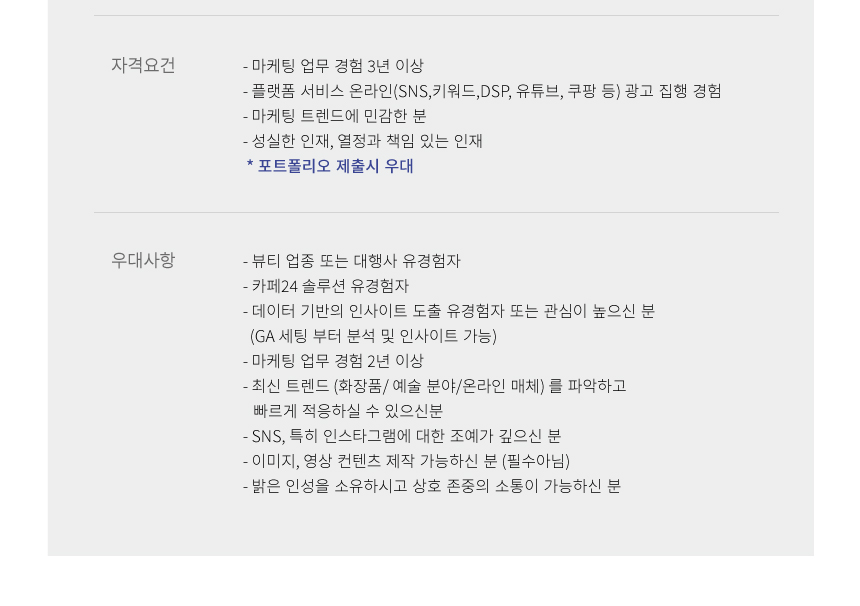 자격요건
- 마케팅 업무 경험 3년 이상
- 플랫폼 서비스 온라인(SNS,키워드,DSP, 유튜브, 쿠팡 등) 광고 집행 경험
- 마케팅 트렌드에 민감한 분
- 성실한 인재, 열정과 책임 있는 인재
* 포트폴리오 제출시 우대
우대사항
- 뷰티 업종 또는 대행사 유경험자
- 카페24 솔루션 유경험자
- 데이터 기반의 인사이트 도출 유경험자 또는 관심이 높으신 분
(GA 세팅 부터 분석 및 인사이트 가능)
- 마케팅 업무 경험 2년 이상
- 최신 트렌드 (화장품/ 예술 분야/온라인 매체) 를 파악하고
빠르게 적응하실 수 있으신분
- SNS, 특히 인스타그램에 대한 조예가 깊으신 분
- 이미지, 영상 컨텐츠 제작 가능하신 분 (필수아님)
- 밝은 인성을 소유하시고 상호 존중의 소통이 가능하신 분